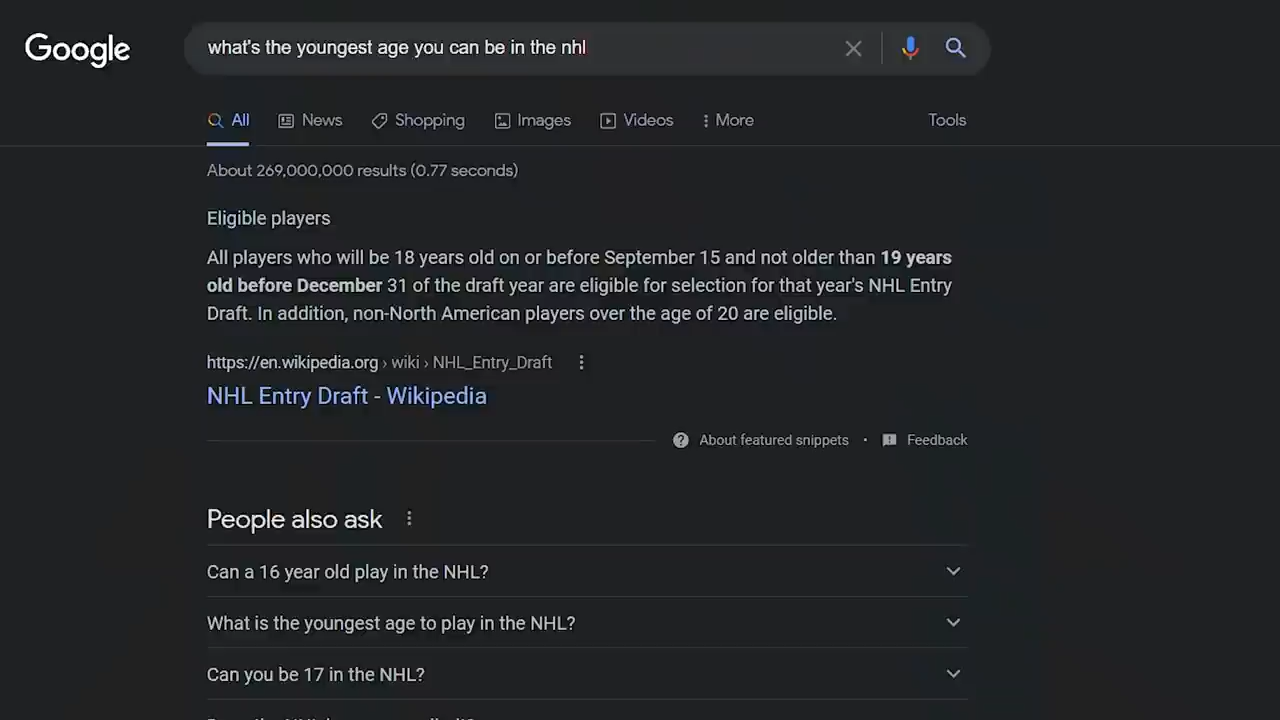 Google
what's the youngest age you can be in the nhl
All News Shopping Images Videos More Tools
About 269,000,000 results (0.77 seconds)
Eligible players
All players who will be 18 years old on or before September 15 and not older than 19 years
old before December 31 of the draft year are eligible for selection for that year's NHL Entry
Draft. In addition, non-North American players over the age of 20 are eligible.
https://en.wikipedia.org › wiki › NHL_Entry_Draft
NHL Entry Draft - Wikipedia
About featured snippets • Feedback
People also ask
Can a 16 year old play in the NHL?
What is the youngest age to play in the NHL?
Can you be 17 in the NHL?